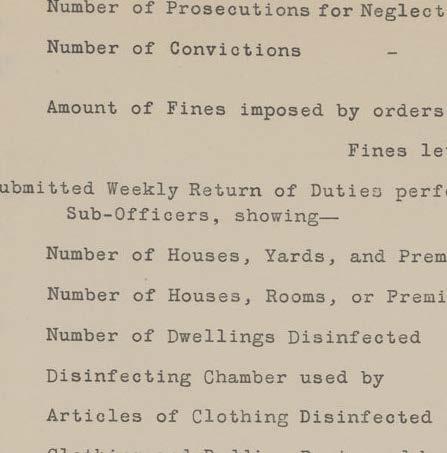 Number of Prosecutions for Neglect
Number of Convictions -
Amount of Fines imposed by orders
Fines le
ubmitted Weekly Return of Duties perf
Sub-Officers, showing—
Number of Houses, Yards, and Prem
Number of Houses, Rooms, or Premi
Number of Dwellings Disinfected
Disinfecting Chamber used by
Articles of Clothing Disinfected